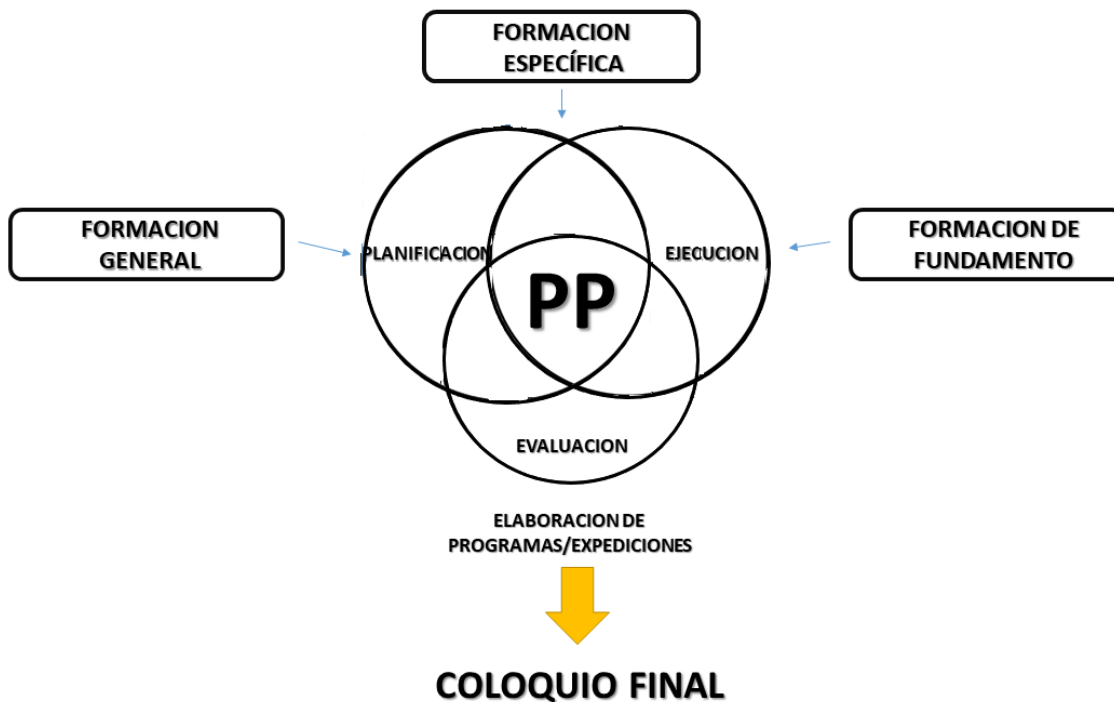 FORMACION
ESPECÍFICA
FORMACION
GENERAL
PLANIFICACION
EJECUCION
FORMACION DE
FUNDAMENTO
PP
EVALUACION
ELABORACION DE
PROGRAMAS/EXPEDICIONES
COLOQUIO FINAL